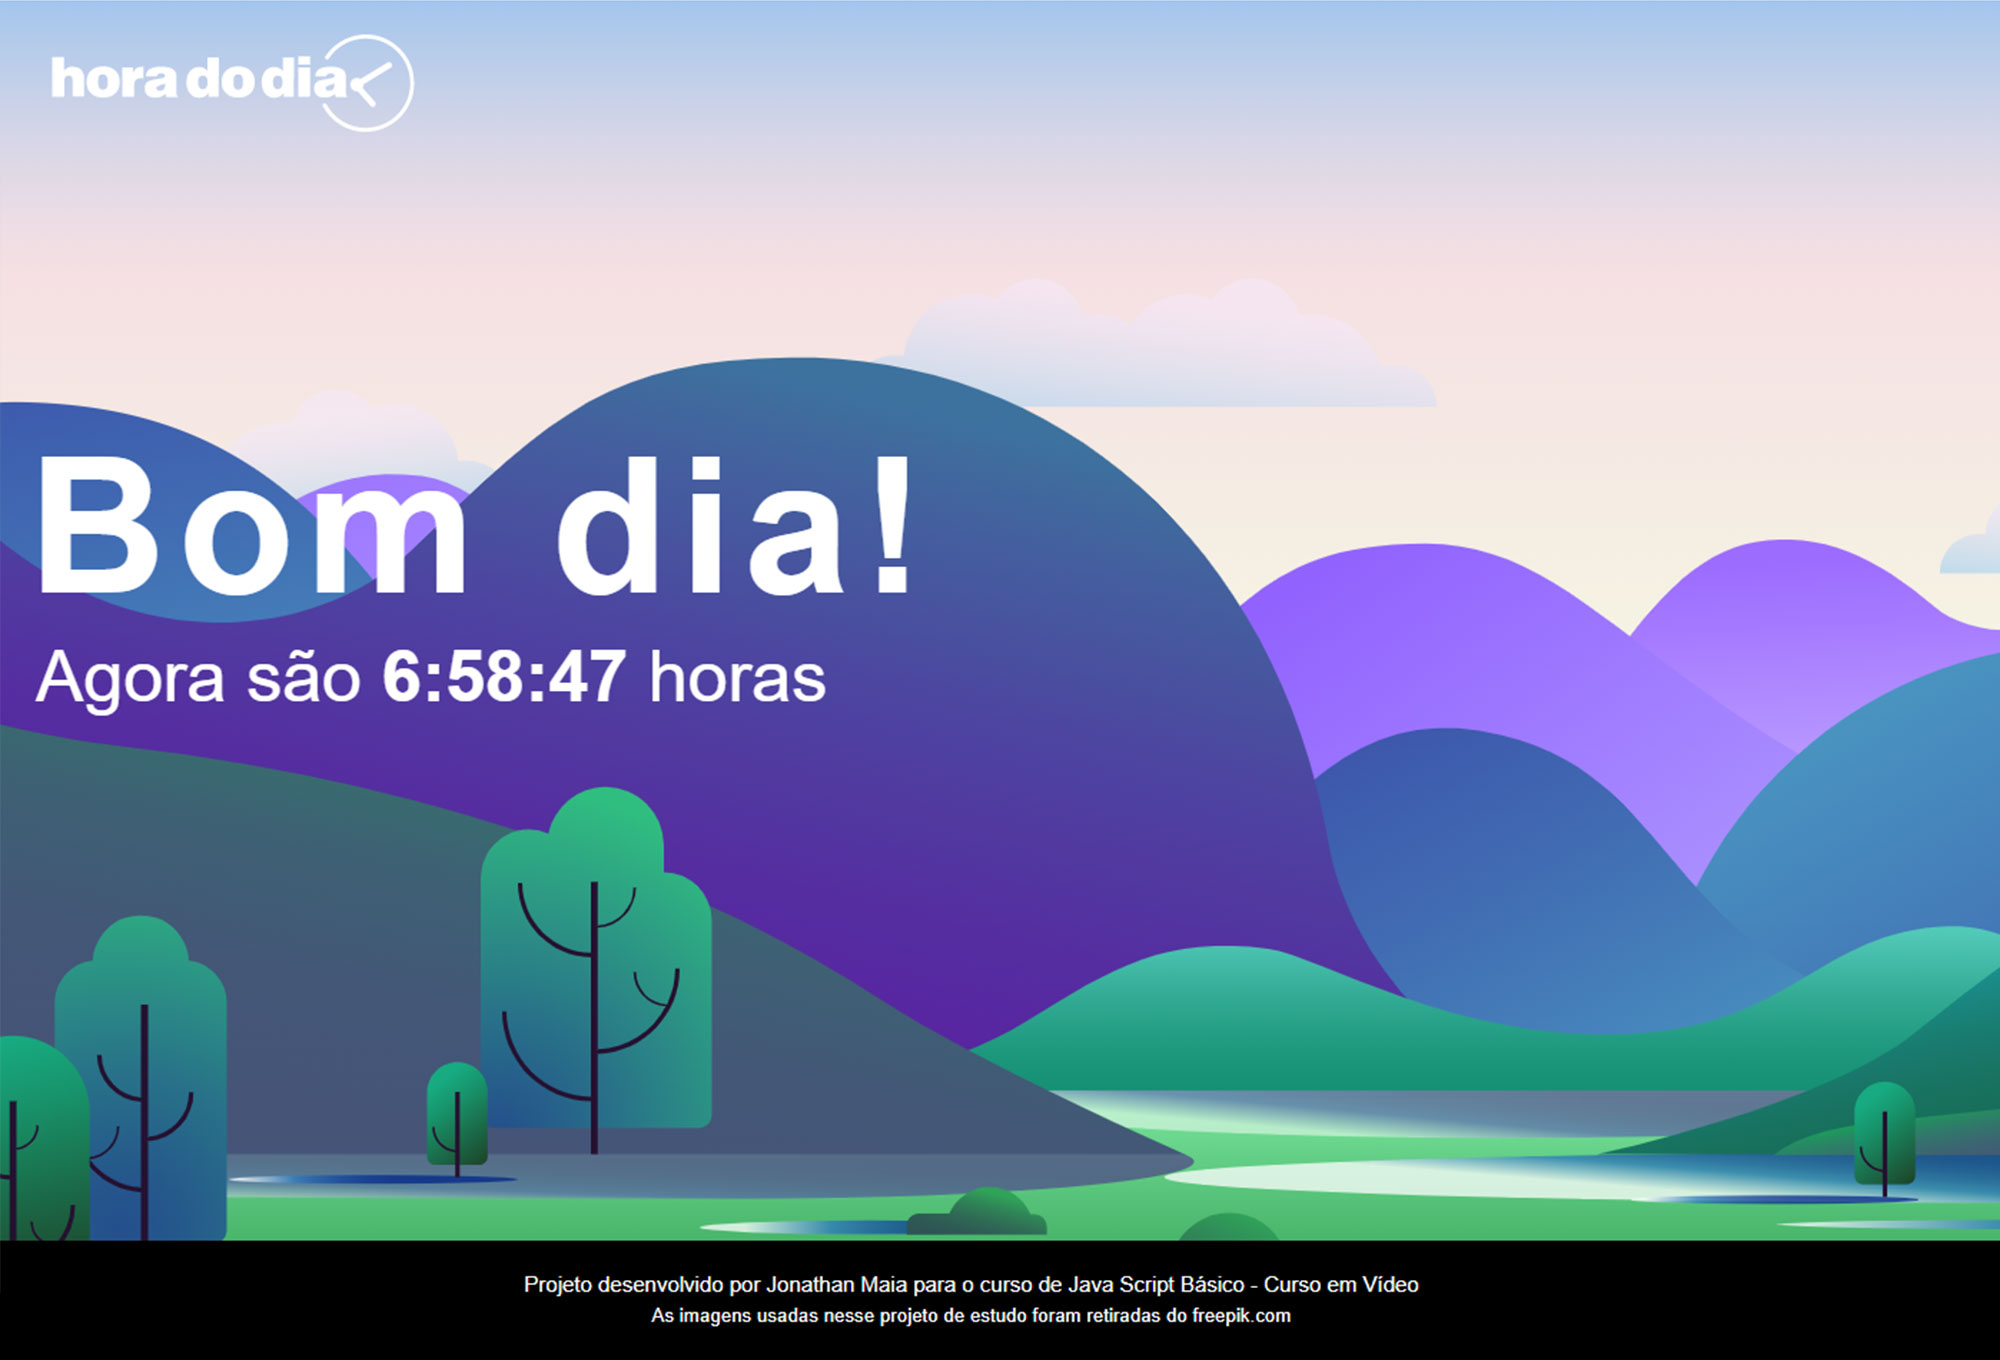 hora do dia
Bom dia!
Agora são 6:58:47 horas
Projeto desenvolvido por Jonathan Maia para o curso de Java Script Básico - Curso em Vídeo
As imagens usadas nesse projeto de estudo foram retiradas do freepik.com